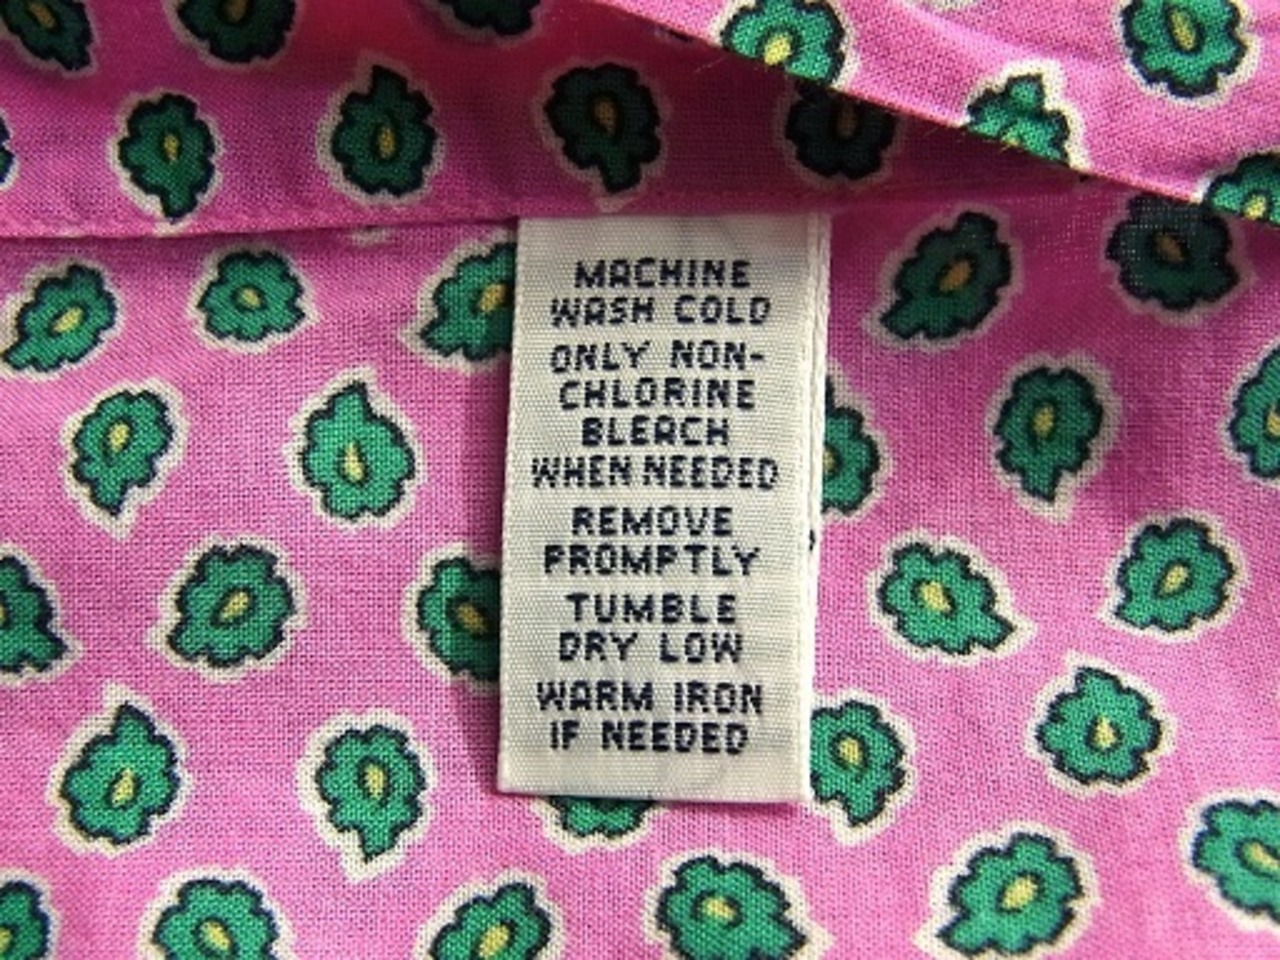 MACHINE
WASH COLD
ONLY NON-
CHLORINE
BLEACH
WHEN NEEDED
REMOVE
PROMPTLY
TUMBLE
DRY LOW
WARM IRON
IF NEEDED